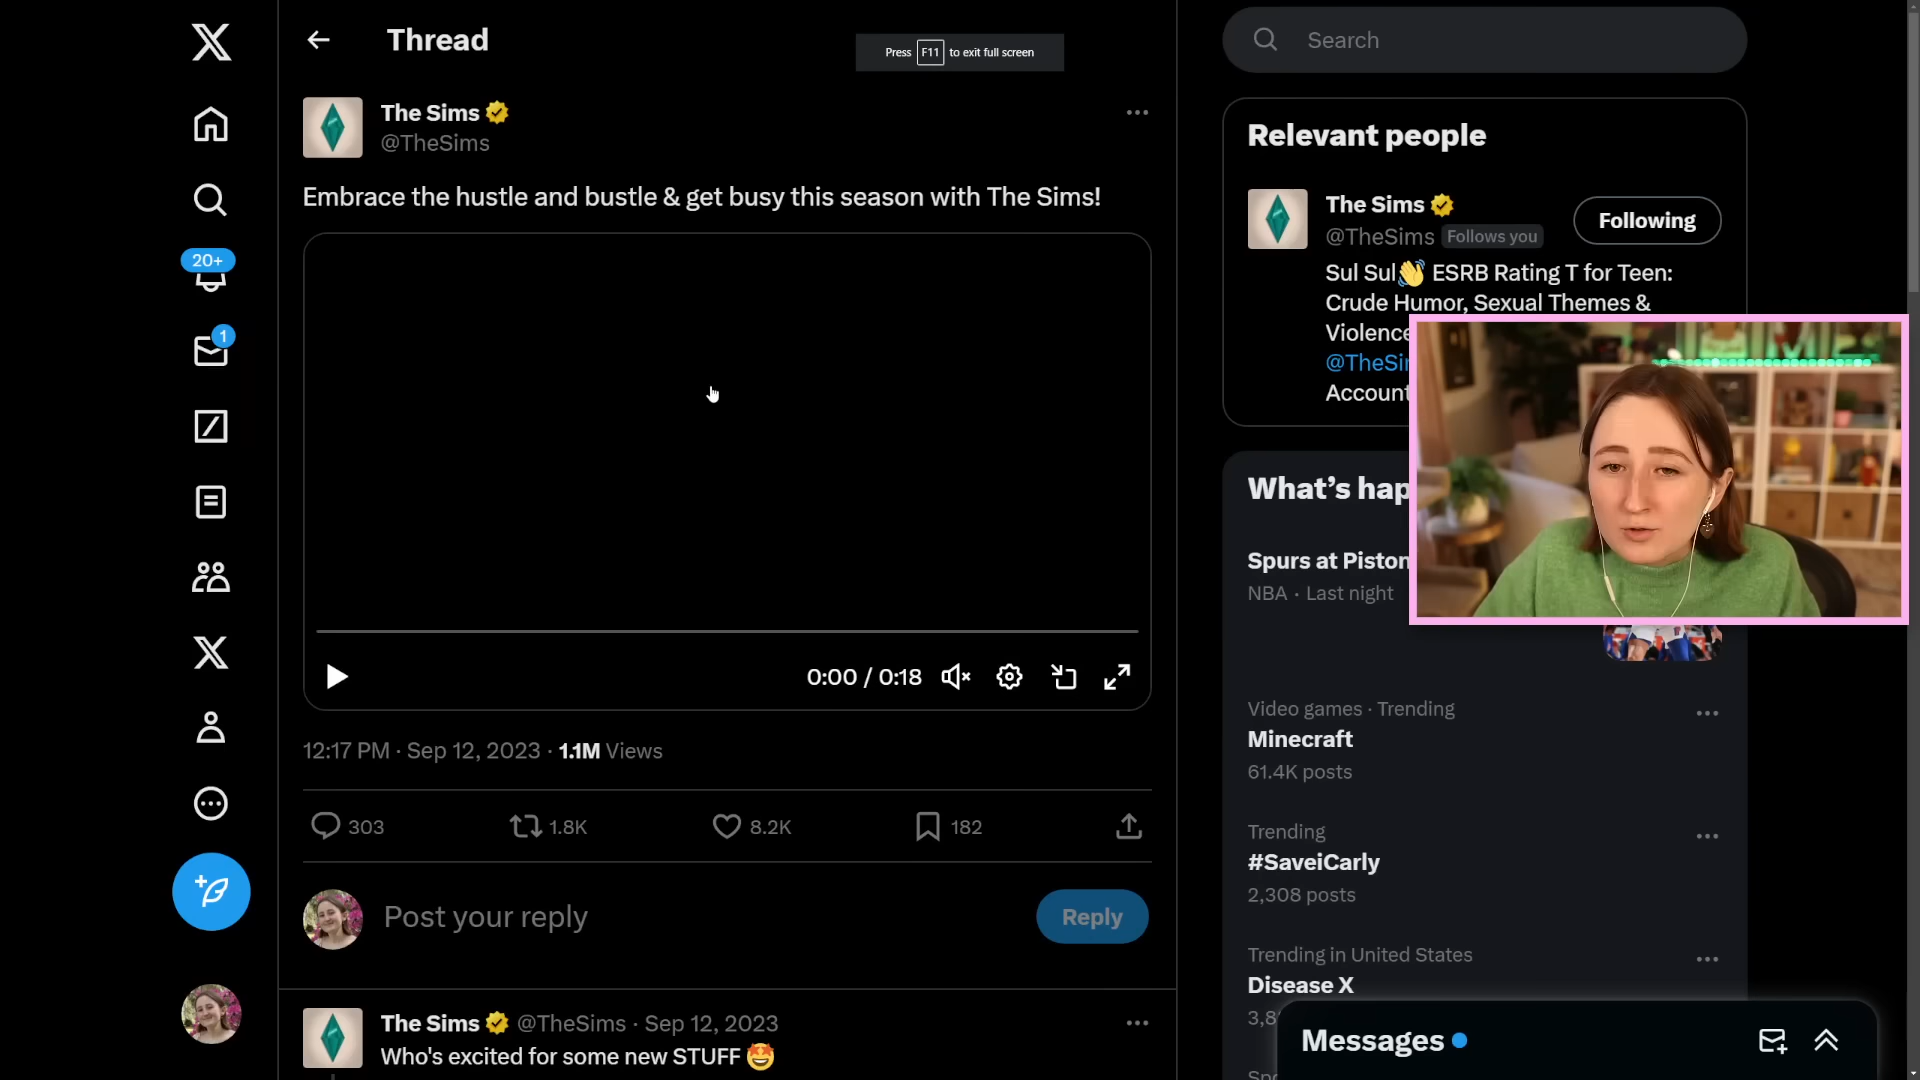 Thread
Press F11 to exit full screen
Search
The Sims
@TheSims
Embrace the hustle and bustle & get busy this season with The Sims!
0:00 / 0:18
12:17 PM · Sep 12, 2023 · 1.1M Views
303
1.8K
8.2K
182
Post your reply
Reply
The Sims @TheSims · Sep 12, 2023
Who's excited for some new STUFF 🤩
20+
1
Relevant people
The Sims
@TheSims Follows you
Following
Sul Sul👋 ESRB Rating T for Teen:
Crude Humor, Sexual Themes &
Violence
Account
What's hap
Spurs at Piston
NBA · Last night
Video games · Trending
Minecraft
61.4K posts
Trending
#SaveiCarly
2,308 posts
Trending in United States
Disease X
Messages